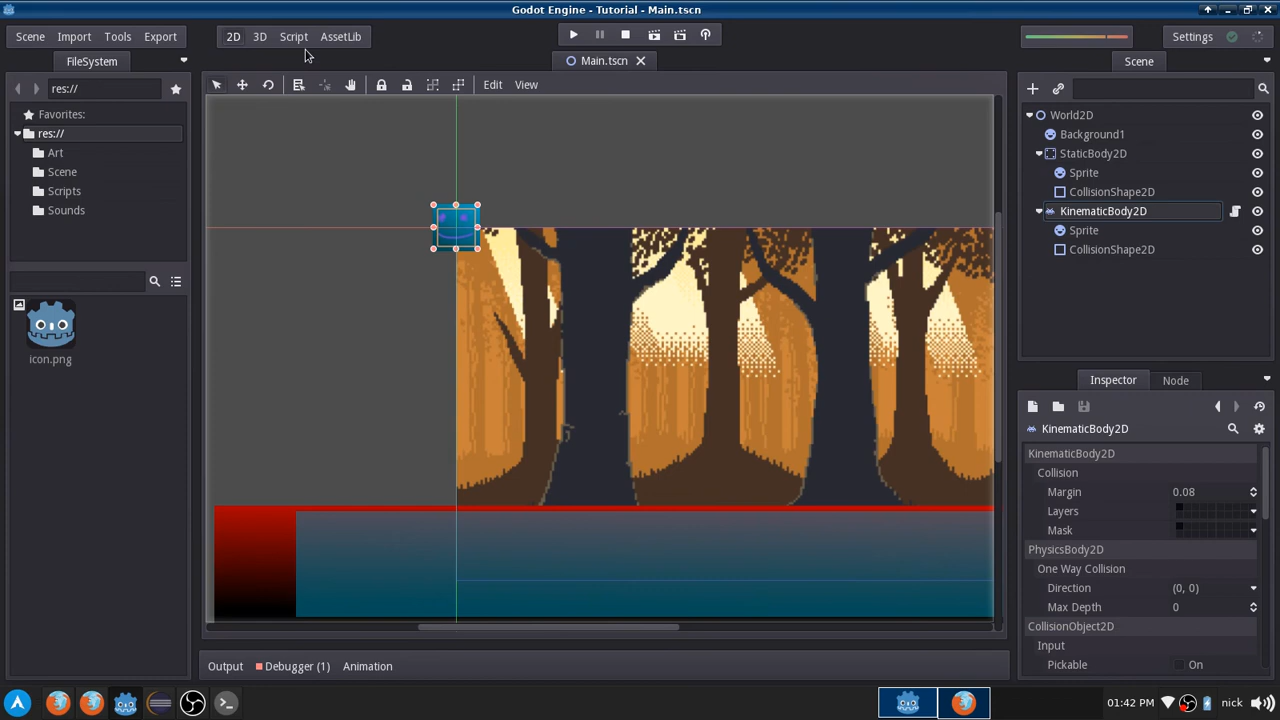 Godot Engine - Tutorial - Main.tscn
Scene Import Tools Export
2D 3D Script AssetLib
Settings
FileSystem
Main.tscn
Scene
res://
Edit View
Favorites:
res://
Art
Scene
Scripts
Sounds
icon.png
World2D
Background1
StaticBody2D
Sprite
CollisionShape2D
KinematicBody2D
Sprite
CollisionShape2D
Inspector Node
KinematicBody2D
KinematicBody2D
Collision
Margin 0.08
Layers
Mask
PhysicsBody2D
One Way Collision
Direction (0, 0)
Max Depth 0
CollisionObject2D
Input
Pickable On
Output Debugger (1) Animation
01:42 PM nick